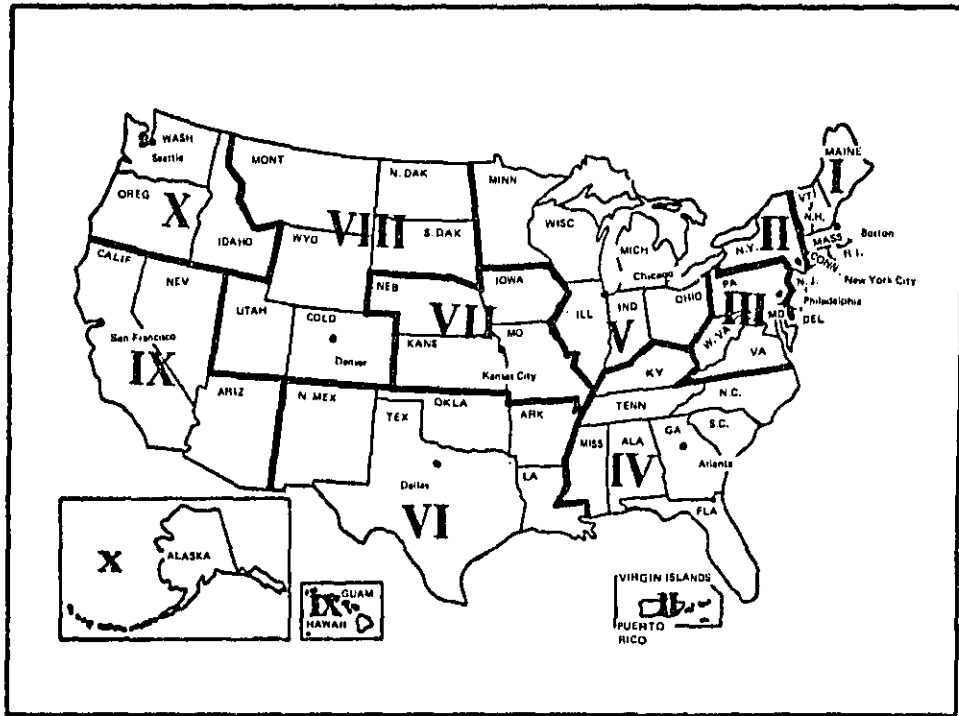 MAINE
I
WASH
Seattle
MONT
N. DAK
MINN
VT
N.H.
OREG
X
VIII
S. DAK
WISC
MICH
N.Y.
II
MASS
Boston
R.I.
CONN
IDAHO
WYO
CALIF
NEV
NEB
IOWA
Chicago
New York City
PA
N.J.
III
Philadelphia
MD
DEL
UTAH
COLO
VII
ILL
IND
OHIO
V
W. VA
VA
San Francisco
IX
Denver
KANS
MO
Kansas City
KY
ARIZ
N. MEX
TEX
OKLA
ARK
TENN
N.C.
S.C.
MISS
ALA
GA
IV
Atlanta
Dallas
LA
VI
FLA
X
ALASKA
IX
GUAM
HAWAII
VIRGIN ISLANDS
II
PUERTO
RICO